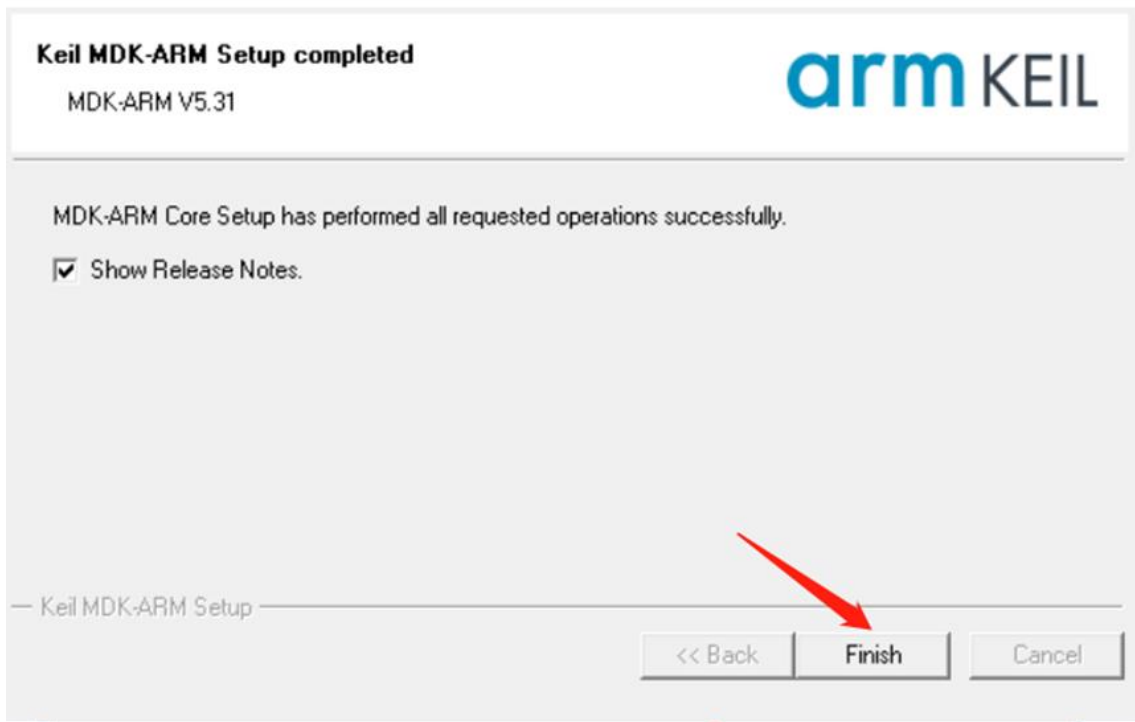 Keil MDK-ARM Setup completed
arm KEIL
MDK-ARM V5.31
MDK-ARM Core Setup has performed all requested operations successfully.
Show Release Notes.
Keil MDK-ARM Setup
<< Back
Finish
Cancel